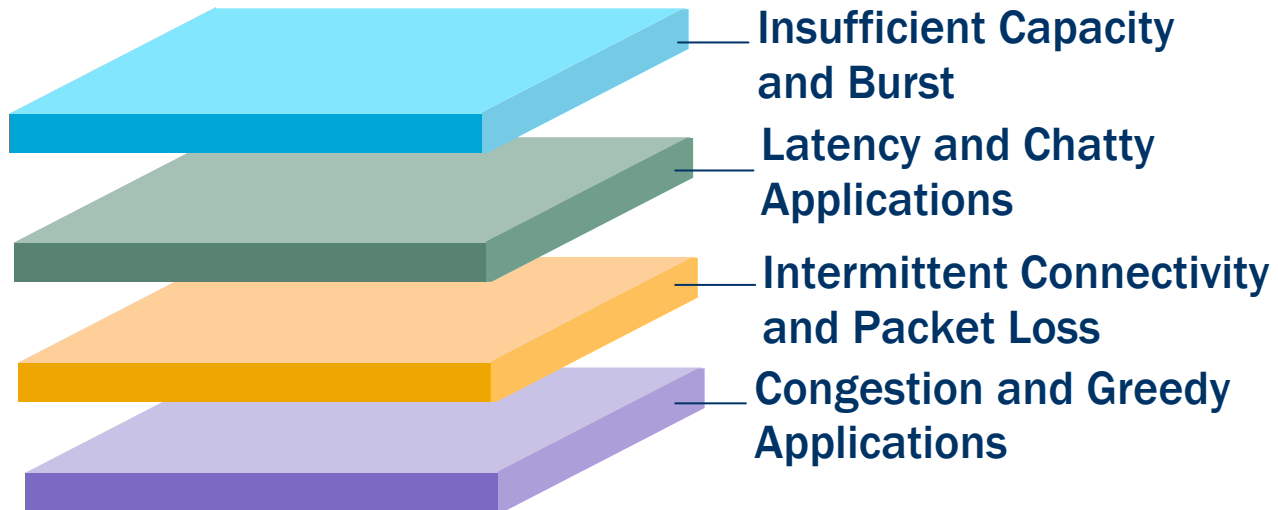 Insufficient Capacity
and Burst
Latency and Chatty
Applications
Intermittent Connectivity
and Packet Loss
Congestion and Greedy
Applications